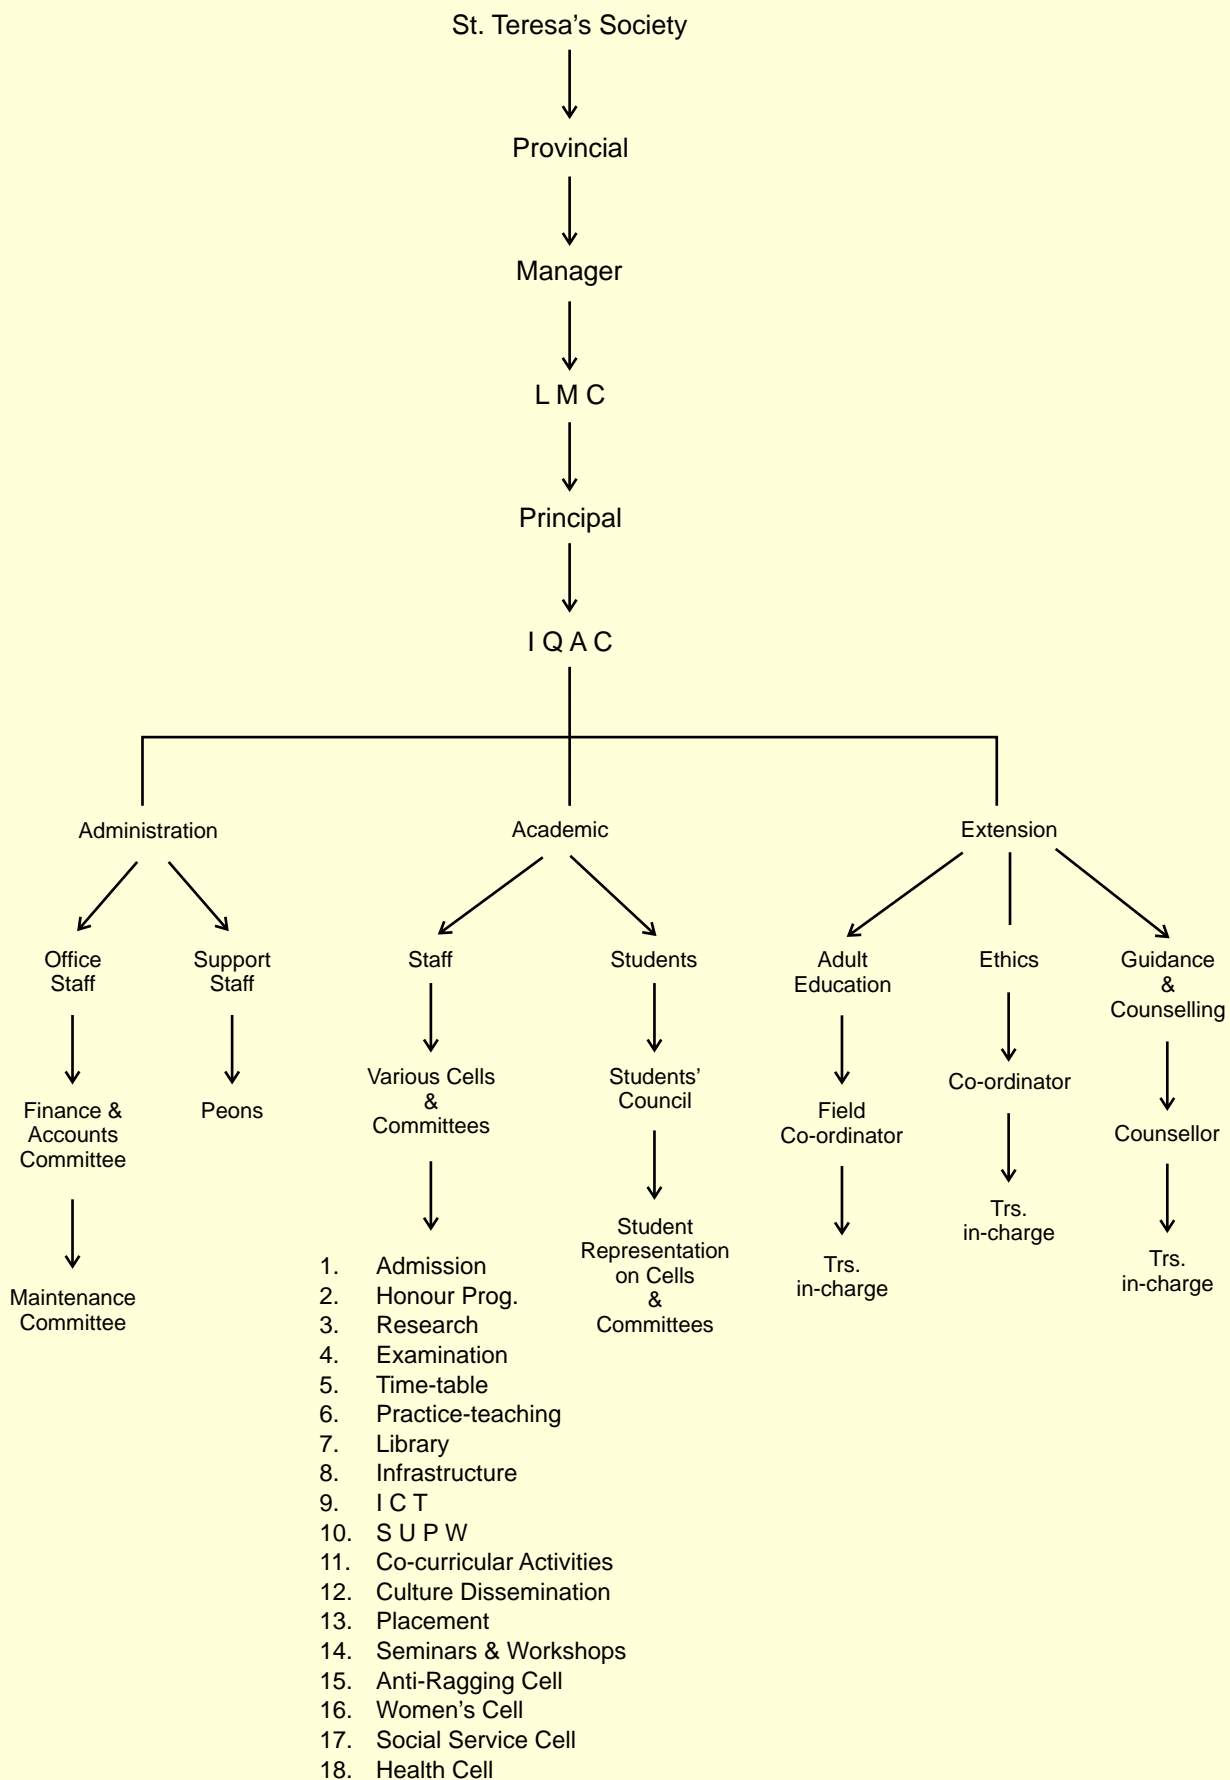 St. Teresa’s Society
Provincial
Manager
L M C
Principal
I Q A C
Administration
Academic
Extension
Office
Staff
Support
Staff
Staff
Students
Adult
Education
Ethics
Guidance
&
Counselling
Finance &
Accounts
Committee
Peons
Various Cells
&
Committees
Students’
Council
Field
Co-ordinator
Co-ordinator
Counsellor
Maintenance
Committee
1. Admission
2. Honour Prog.
3. Research
4. Examination
5. Time-table
6. Practice-teaching
7. Library
8. Infrastructure
9. I C T
10. S U P W
11. Co-curricular Activities
12. Culture Dissemination
13. Placement
14. Seminars & Workshops
15. Anti-Ragging Cell
16. Women’s Cell
17. Social Service Cell
18. Health Cell
Student
Representation
on Cells
&
Committees
Trs.
in-charge
Trs.
in-charge
Trs.
in-charge